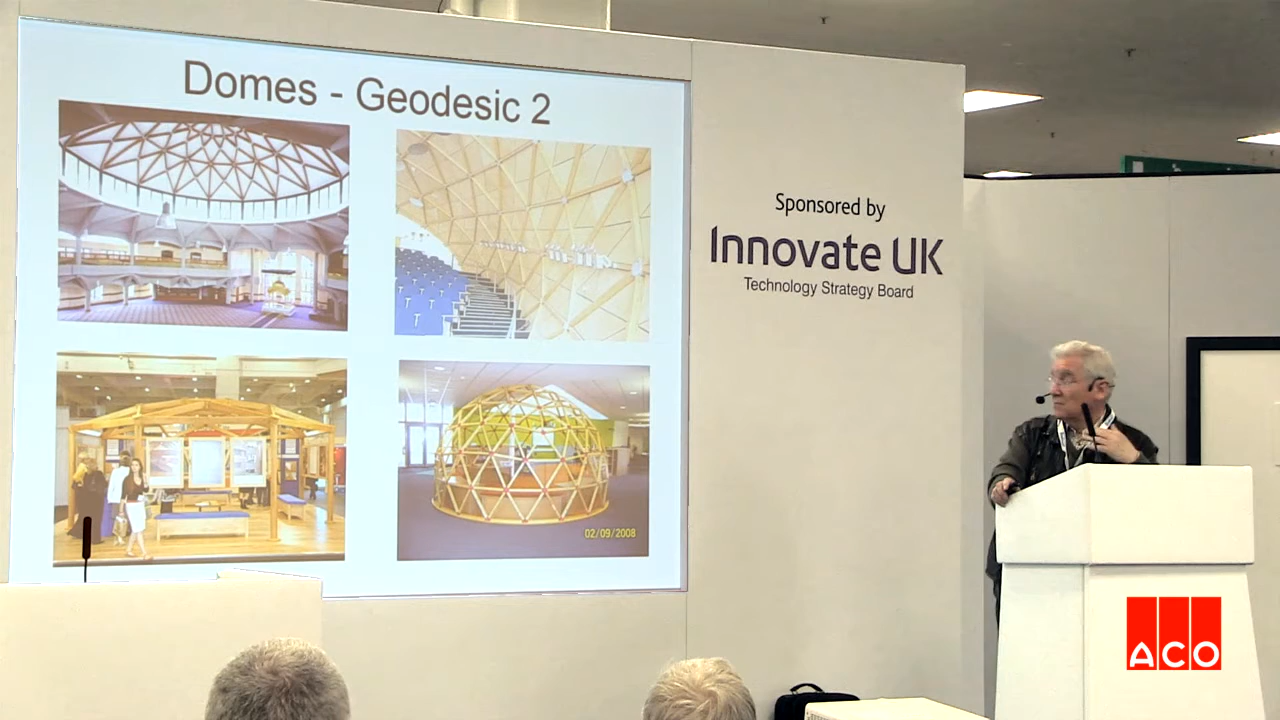 Domes - Geodesic 2
02/09/2008
Sponsored by
Innovate UK
Technology Strategy Board
ACO